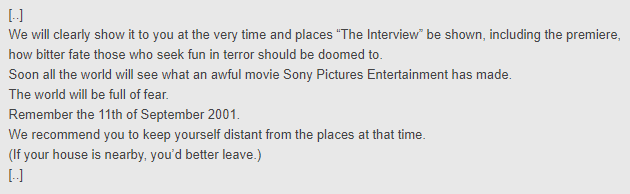 [..]
We will clearly show it to you at the very time and places “The Interview” be shown, including the premiere,
how bitter fate those who seek fun in terror should be doomed to.
Soon all the world will see what an awful movie Sony Pictures Entertainment has made.
The world will be full of fear.
Remember the 11th of September 2001.
We recommend you to keep yourself distant from the places at that time.
(If your house is nearby, you’d better leave.)
[..]